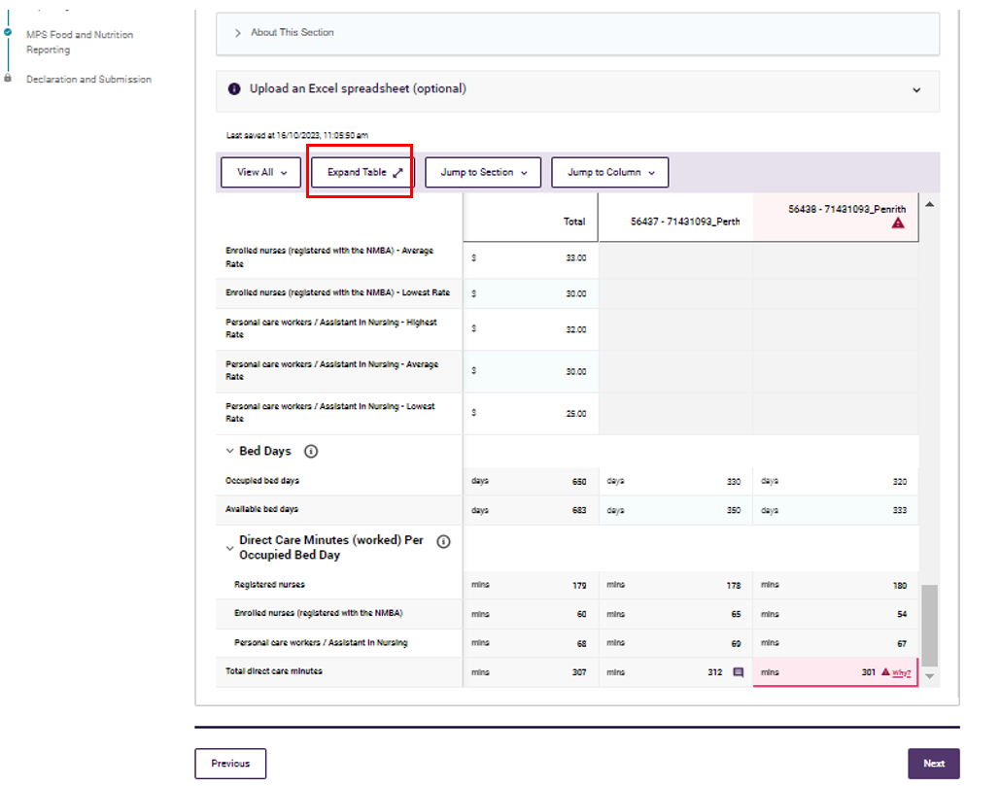 MPS Food and Nutrition
Reporting
Declaration and Submission
About This Section
Upload an Excel spreadsheet (optional)
Last saved at 16/10/2023, 11:05:50 am
View All
Expand Table
Jump to Section
Jump to Column
Total
56437 - 71431093_Perth
56438 - 71431093_Penrith
Enrolled nurses (registered with the NMBA) - Average
Rate
$ 33.00
Enrolled nurses (registered with the NMBA) - Lowest Rate $ 30.00
Personal care workers / Assistant in Nursing - Highest
Rate
$ 32.00
Personal care workers / Assistant in Nursing - Average
Rate
$ 30.00
Personal care workers / Assistant in Nursing - Lowest
Rate
$ 25.00
Bed Days
Occupied bed days days 650 days 330 days 320
Available bed days days 683 days 350 days 333
Direct Care Minutes (worked) Per
Occupied Bed Day
Registered nurses mins 179 mins 178 mins 180
Enrolled nurses (registered with the NMBA) mins 60 mins 65 mins 54
Personal care workers / Assistant in Nursing mins 68 mins 69 mins 67
Total direct care minutes mins 307 mins 312 mins 301 Why?
Previous
Next